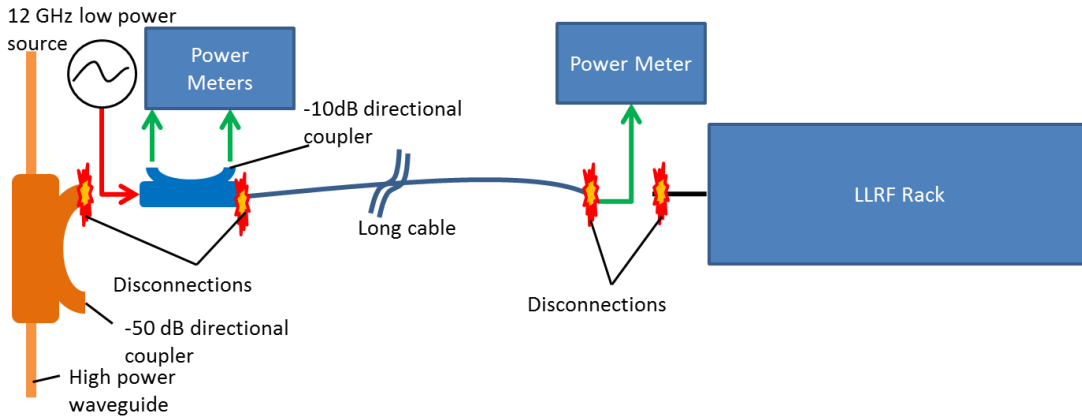 12 GHz low power
source
Power
Meters
-10dB directional
coupler
Power Meter
LLRF Rack
Long cable
Disconnections
Disconnections
-50 dB directional
coupler
High power
waveguide